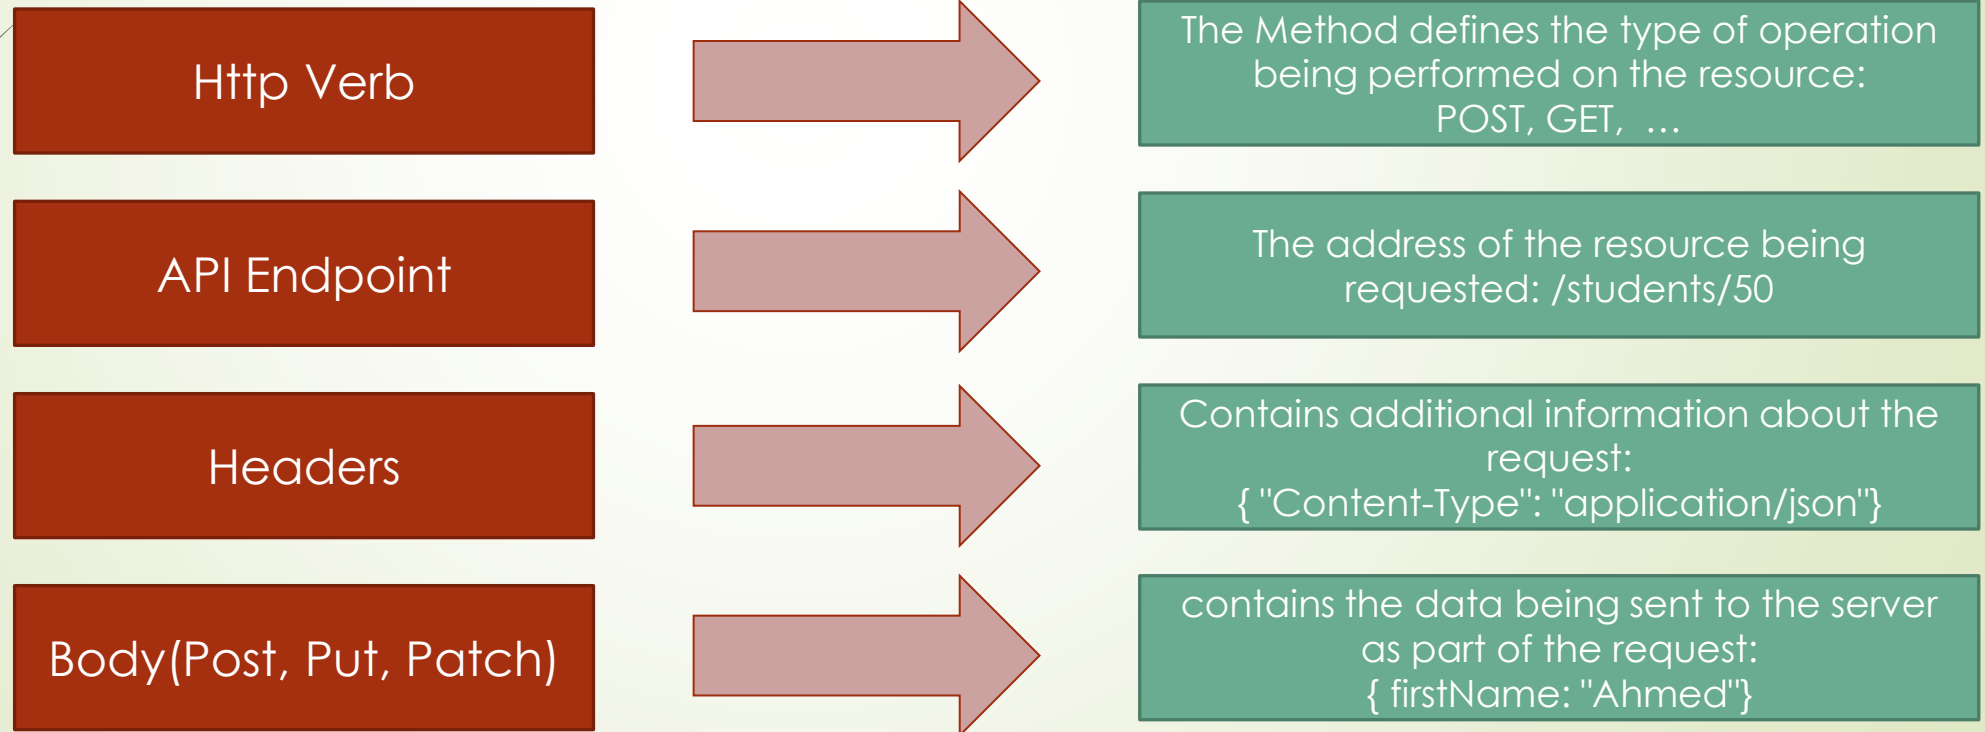 Http Verb
The Method defines the type of operation
being performed on the resource:
POST, GET, …
API Endpoint
The address of the resource being
requested: /students/50
Headers
Contains additional information about the
request:
{ "Content-Type": "application/json"}
Body(Post, Put, Patch)
contains the data being sent to the server
as part of the request:
{ firstName: "Ahmed"}